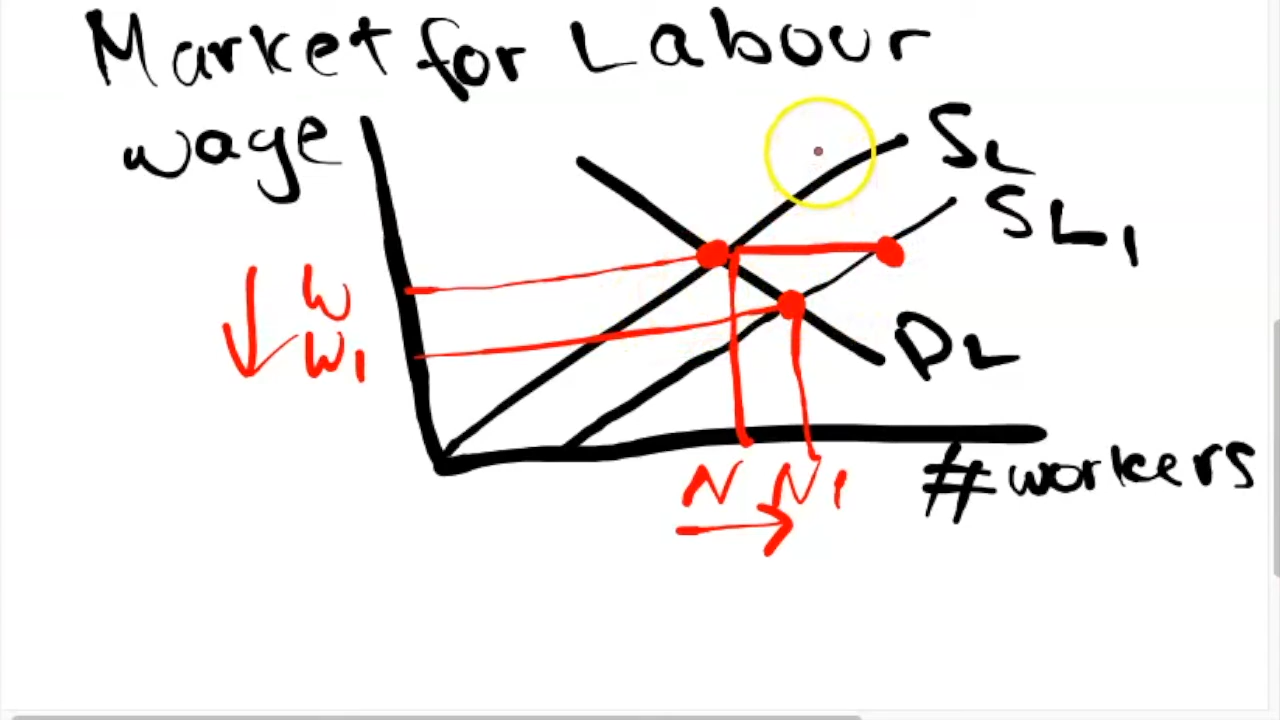 Market for Labour
wage
SL
SL1
W
W1
DL
N N1
#workers